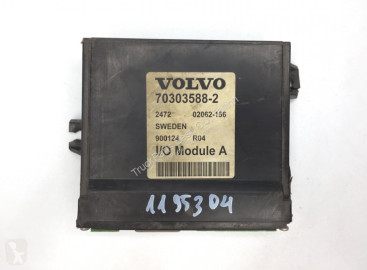 VOLVO
70303588-2
2472 02062-156
SWEDEN
900124 R04
I/O Module A
1195304